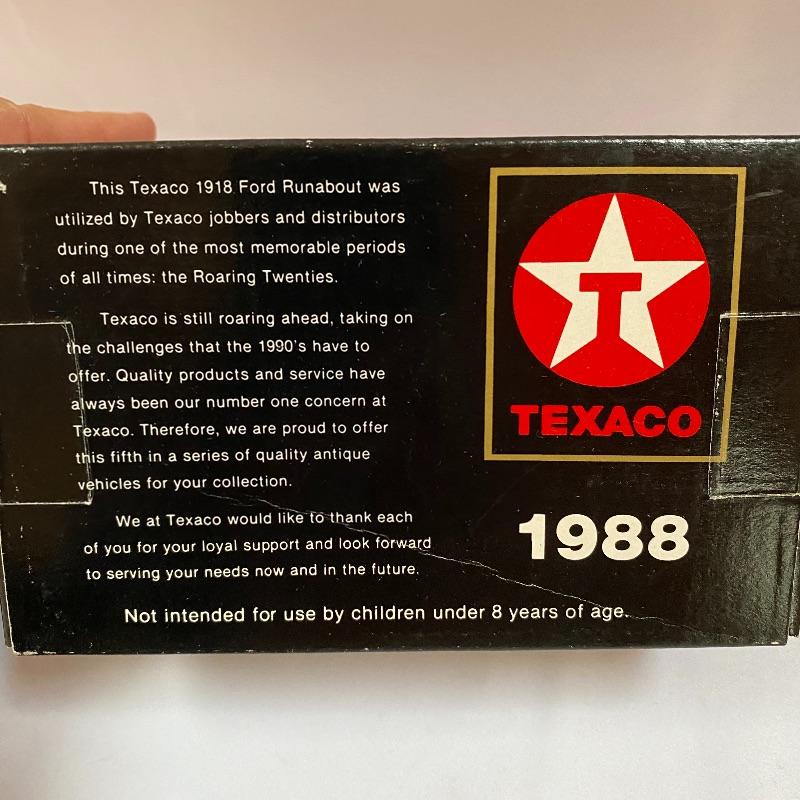 This Texaco 1918 Ford Runabout was
utilized by Texaco jobbers and distributors
during one of the most memorable periods
of all times: the Roaring Twenties.
Texaco is still roaring ahead, taking on
the challenges that the 1990's have to
offer. Quality products and service have
always been our number one concern at
Texaco. Therefore, we are proud to offer
this fifth in a series of quality antique
vehicles for your collection.
We at Texaco would like to thank each
of you for your loyal support and look forward
to serving your needs now and in the future.
Not intended for use by children under 8 years of age.
T
TEXACO
1988